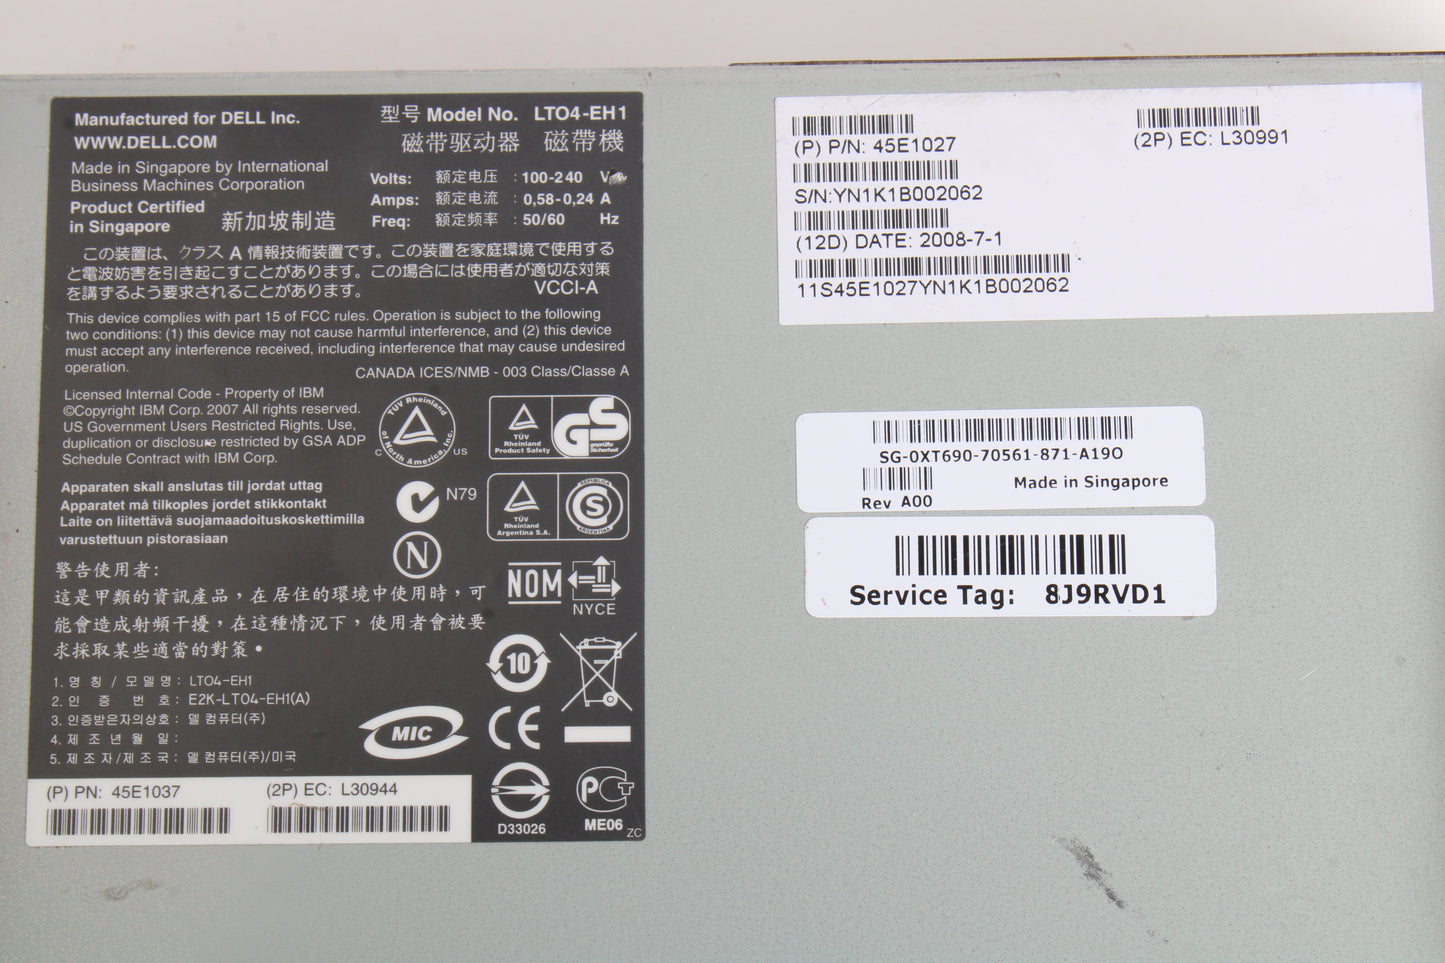 Manufactured for DELL Inc.
WWW.DELL.COM
Made in Singapore by International
Business Machines Corporation
Product Certified
in Singapore 新加坡制造
型号 Model No. LTO4-EH1
磁带驱动器 磁帶機
Volts: 额定电压 : 100-240
Amps: 额定电流 : 0,58-0,24 A
Freq: 额定频率 : 50/60 Hz
この装置は、クラス A 情報技術装置です。この装置を家庭環境で使用する
と電波妨害を引き起こすことがあります。この場合には使用者が適切な対策
を講ずるよう要求されることがあります。 VCCI-A
This device complies with part 15 of FCC rules. Operation is subject to the following
two conditions: (1) this device may not cause harmful interference, and (2) this device
must accept any interference received, including interference that may cause undesired
operation.
CANADA ICES/NMB - 003 Class/Classe A
Licensed Internal Code - Property of IBM
©Copyright IBM Corp. 2007 All rights reserved.
US Government Users Restricted Rights. Use,
duplication or disclosure restricted by GSA ADP
Schedule Contract with IBM Corp.
TÜV Rheinland
of North America, Inc.
C US
TÜV
Rheinland
Product Safety
GS
geprüfte
Sicherheit
Apparaten skall anslutas till jordat uttag
Apparatet må tilkoples jordet stikkontakt
Laite on liitettävä suojamaadoituskoskettimilla
varustettuun pistorasiaan
N79
N
TÜV
Rheinland
Argentina S.A.
REPUBLICA
S
ARGENTINA
警告使用者:
這是甲類的資訊產品，在居住的環境中使用時，可
能會造成射頻干擾，在這種情況下，使用者會被要
求採取某些適當的對策。
NOM
NYCE
10
1. 명 칭 / 모델명 : LTO4-EH1
2. 인 증 번 호 : E2K-LTO4-EH1(A)
3. 인증받은자의상호 : 델 컴퓨터(주)
4. 제 조 년 월 일 :
5. 제 조 자/제 조 국 : 델 컴퓨터(주)/미국
MIC
CE
D33026
PCT
ME06
ZC
(P) PN: 45E1037
(2P) EC: L30944
(P) P/N: 45E1027
(2P) EC: L30991
S/N:YN1K1B002062
(12D) DATE: 2008-7-1
11S45E1027YN1K1B002062
SG-0XT690-70561-871-A19O
Rev A00
Made in Singapore
Service Tag: 8J9RVD1